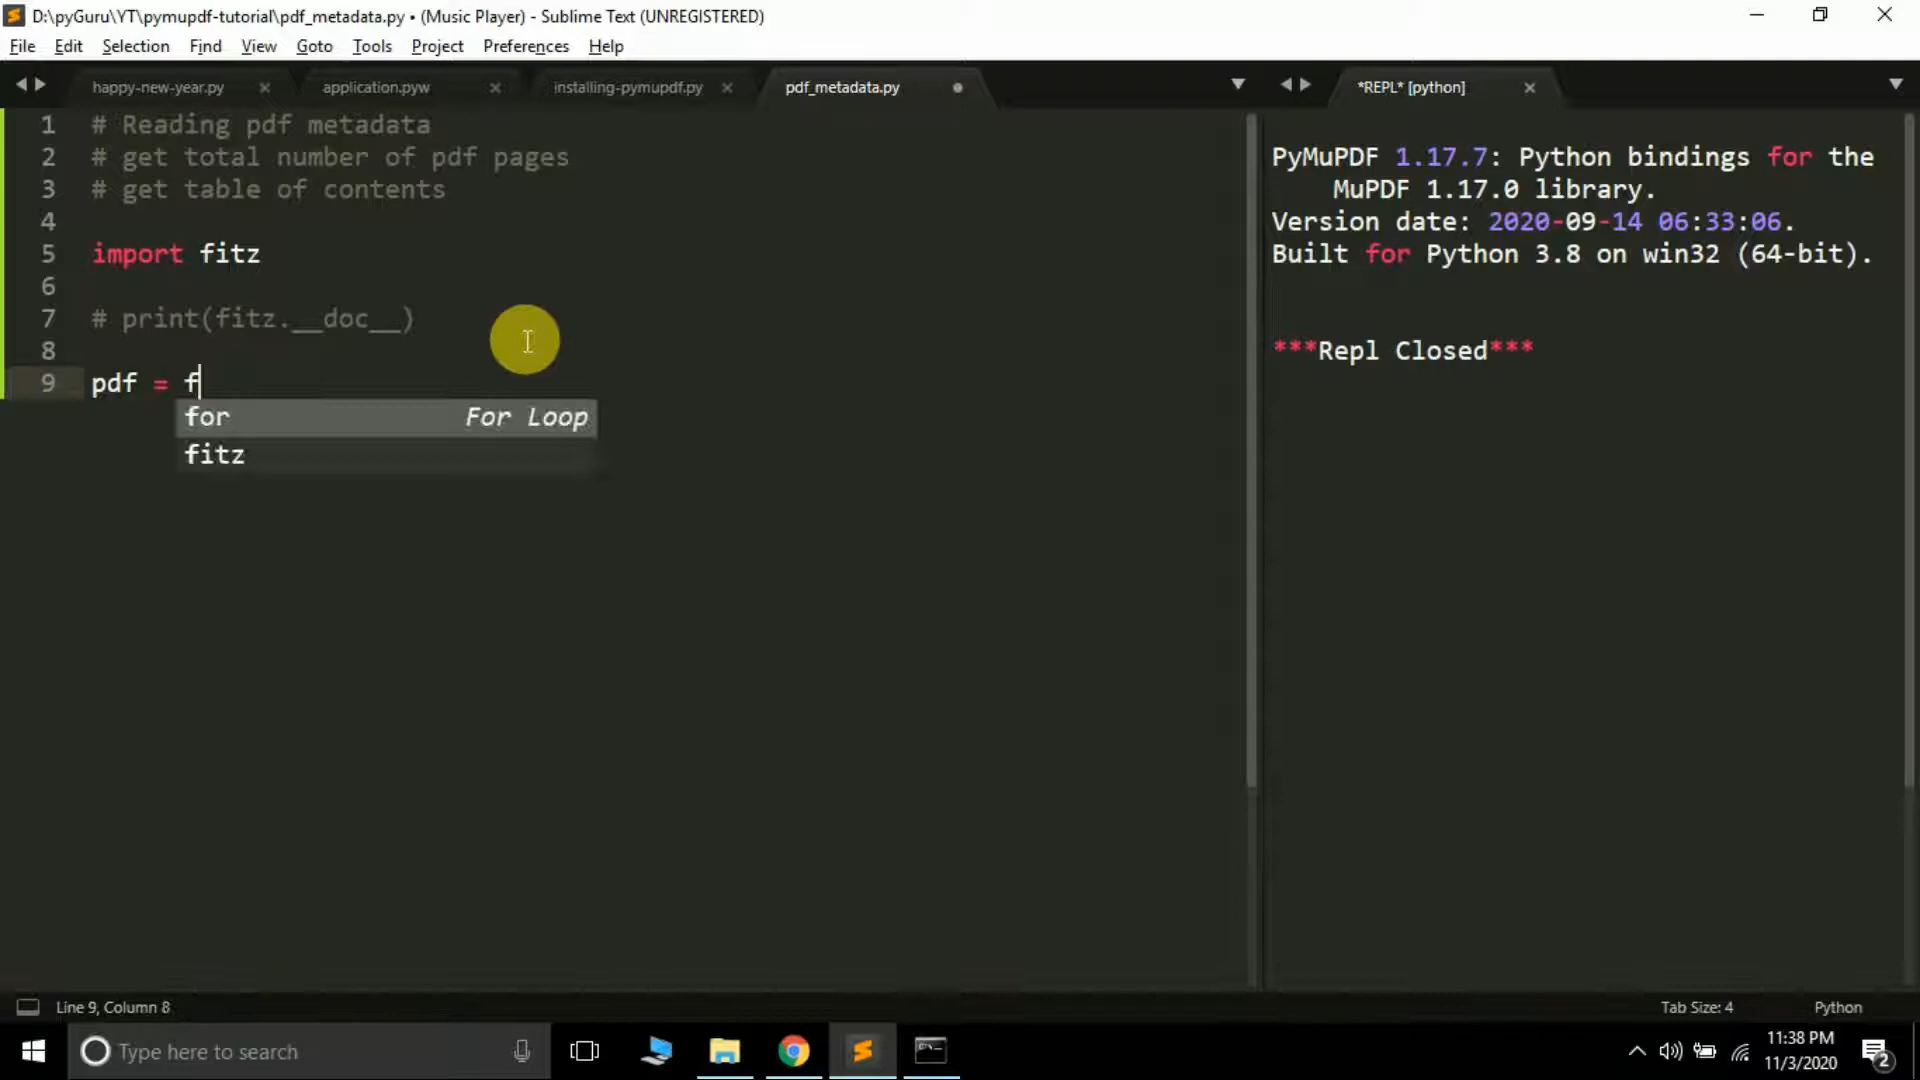 D:\pyGuru\YT\pymupdf-tutorial\pdf_metadata.py • (Music Player) - Sublime Text (UNREGISTERED)
File Edit Selection Find View Goto Tools Project Preferences Help
happy-new-year.py application.pyw installing-pymupdf.py pdf_metadata.py
1 # Reading pdf metadata
2 # get total number of pdf pages
3 # get table of contents
4
5 import fitz
6
7 # print(fitz.__doc__)
8
9 pdf = f
for For Loop
fitz
*REPL* [python]
PyMuPDF 1.17.7: Python bindings for the
MuPDF 1.17.0 library.
Version date: 2020-09-14 06:33:06.
Built for Python 3.8 on win32 (64-bit).
***Repl Closed***
Line 9, Column 8 Tab Size: 4 Python
Type here to search
11:38 PM
11/3/2020
2